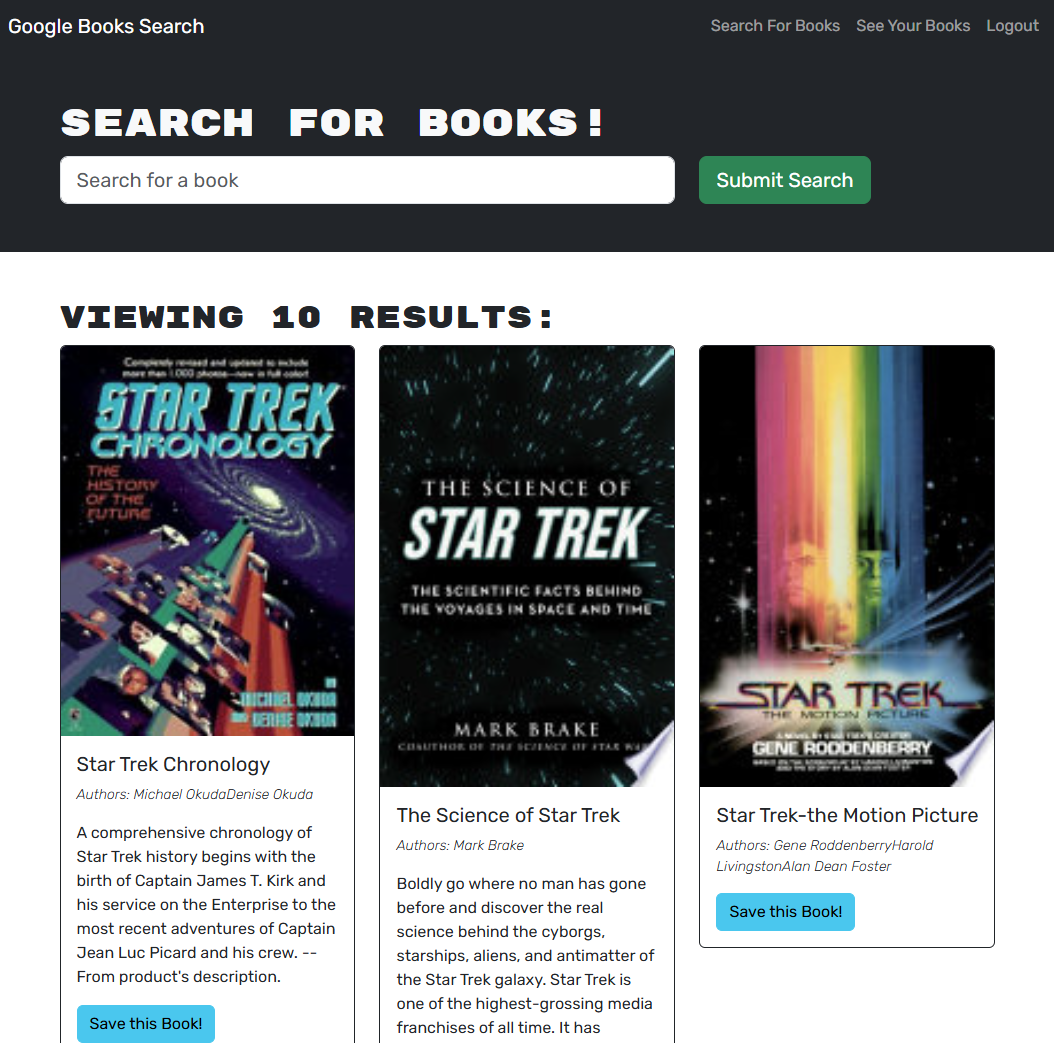 Google Books Search
Search For Books
See Your Books
Logout
SEARCH FOR BOOKS!
Search for a book
Submit Search
VIEWING 10 RESULTS:
Completely revised and updated to include
more than 1,000 photos—now in full color!
STAR TREK
CHRONOLOGY
THE
HISTORY
OF THE
FUTURE
MICHAEL OKUDA
AND DENISE OKUDA
Star Trek Chronology
Authors: Michael OkudaDenise Okuda
A comprehensive chronology of
Star Trek history begins with the
birth of Captain James T. Kirk and
his service on the Enterprise to the
most recent adventures of Captain
Jean Luc Picard and his crew. --
From product's description.
Save this Book!
THE SCIENCE OF
STAR TREK
THE SCIENTIFIC FACTS BEHIND
THE VOYAGES IN SPACE AND TIME
MARK BRAKE
COAUTHOR OF THE SCIENCE OF STAR WAR
The Science of Star Trek
Authors: Mark Brake
Boldly go where no man has gone
before and discover the real
science behind the cyborgs,
starships, aliens, and antimatter of
the Star Trek galaxy. Star Trek is
one of the highest-grossing media
franchises of all time. It has
STAR TREK
THE MOTION PICTURE
A NOVEL BY STAR TREK'S CREATOR
GENE RODDENBERRY
Star Trek-the Motion Picture
Authors: Gene RoddenberryHarold
LivingstonAlan Dean Foster
Save this Book!